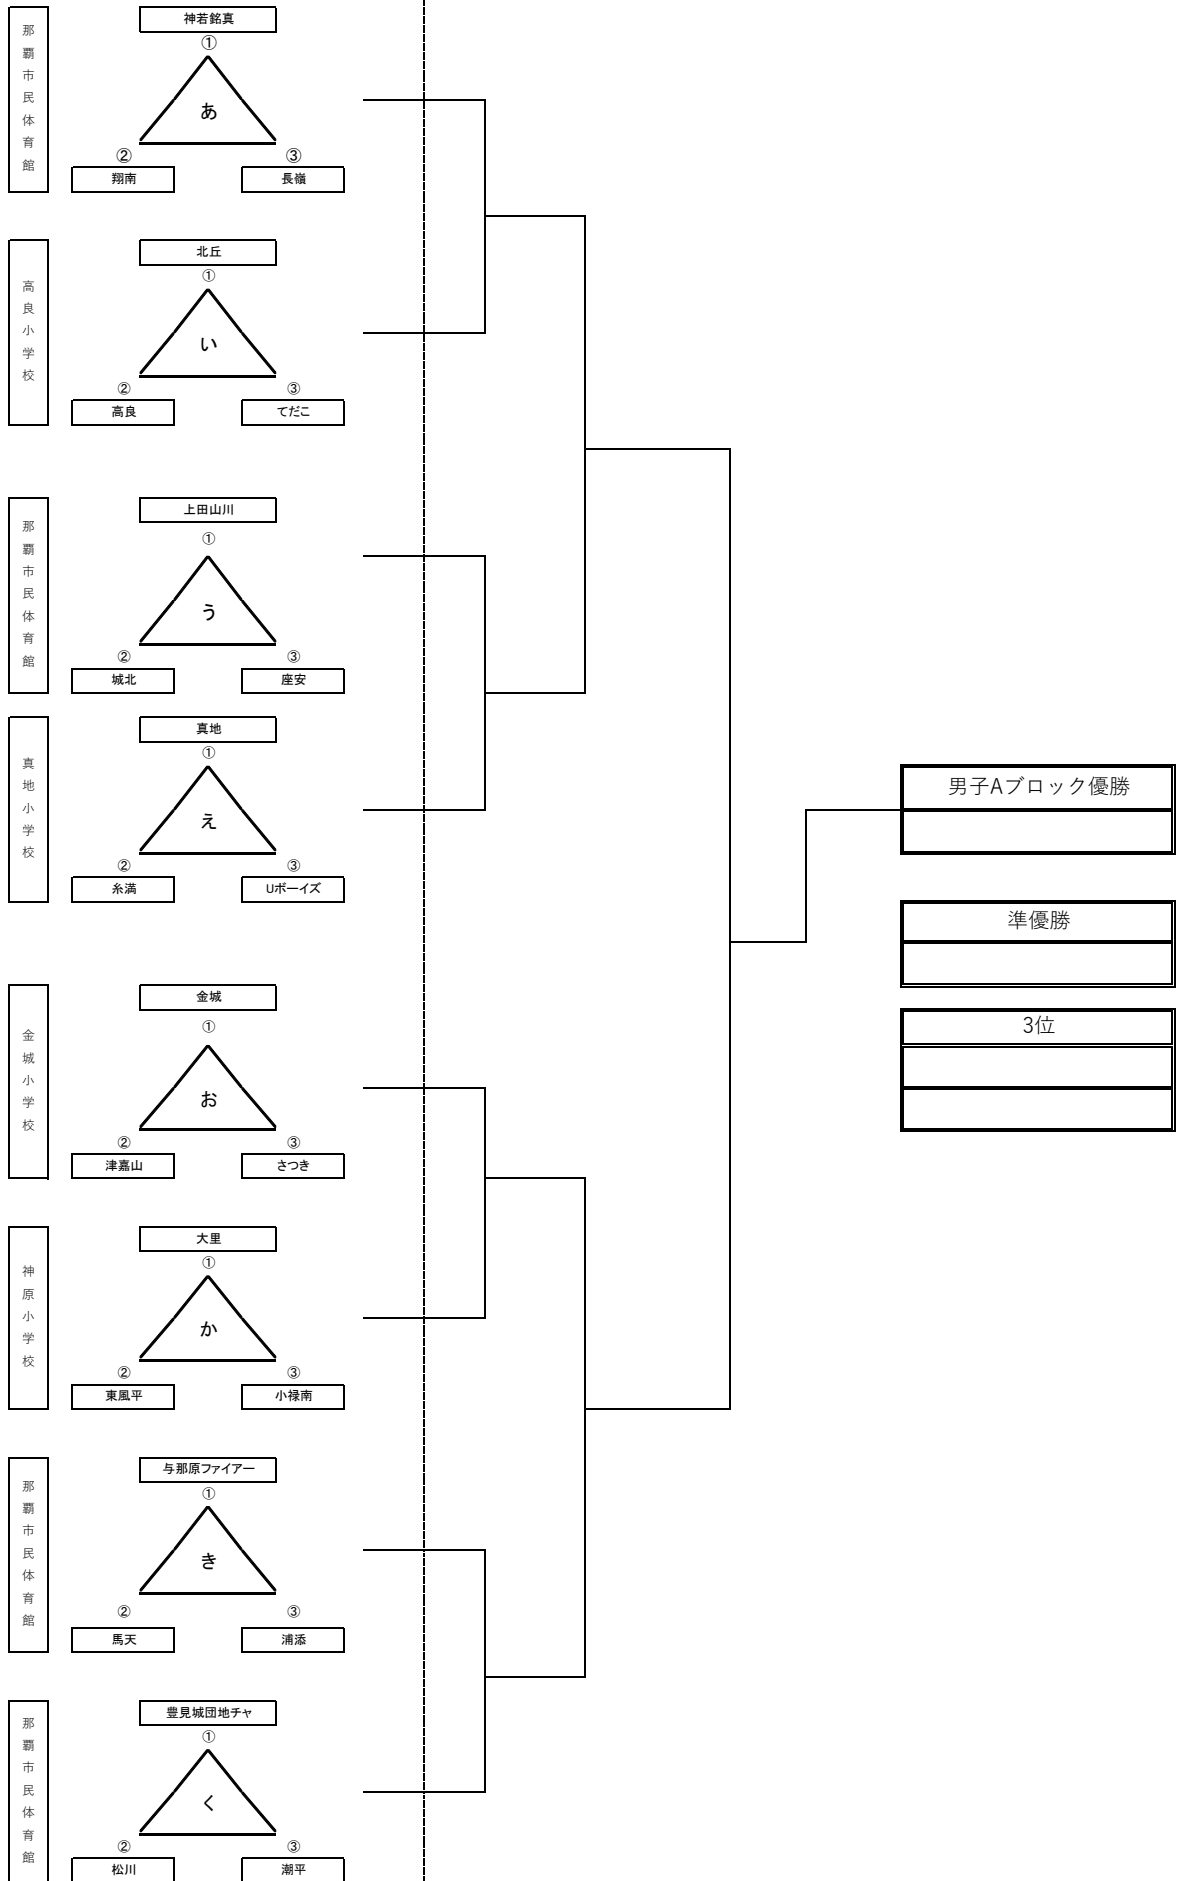 那覇市民体育館
神若銘真
①
あ
②
③
翔南
長嶺
高良小学校
北丘
①
い
②
③
高良
てだこ
那覇市民体育館
上田山川
①
う
②
③
城北
座安
真地小学校
真地
①
え
②
③
糸満
Uボーイズ
金城小学校
金城
①
お
②
③
津嘉山
さつき
神原小学校
大里
①
か
②
③
東風平
小禄南
那覇市民体育館
与那原ファイアー
①
き
②
③
馬天
浦添
那覇市民体育館
豊見城団地チャ
①
く
②
③
松川
潮平
男子Aブロック優勝
準優勝
3位